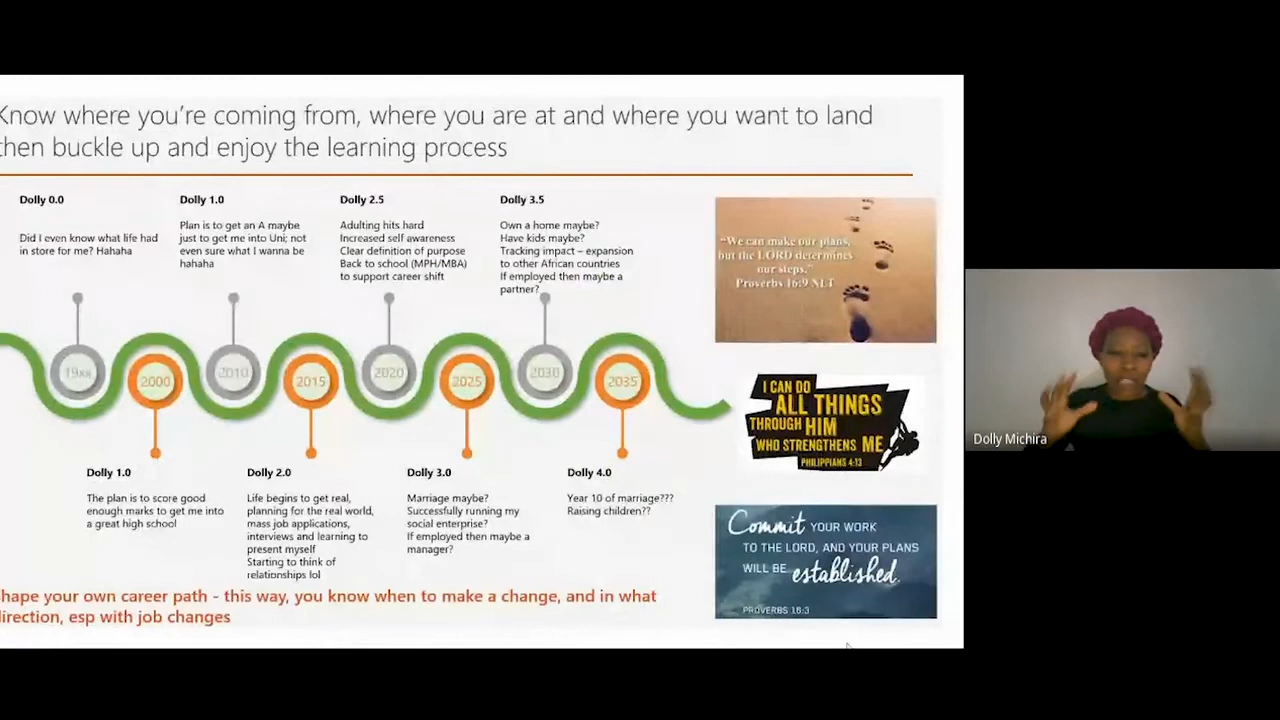 Know where you're coming from, where you are at and where you want to land
then buckle up and enjoy the learning process
Dolly 0.0
Did I even know what life had
in store for me? Hahaha
Dolly 1.0
Plan is to get an A maybe
just to get me into Uni; not
even sure what I wanna be
hahaha
Dolly 2.5
Adulting hits hard
Increased self awareness
Clear definition of purpose
Back to school (MPH/MBA)
to support career shift
Dolly 3.5
Own a home maybe?
Have kids maybe?
Tracking impact – expansion
to other African countries
If employed then maybe a
partner?
19xx
2000
2010
2015
2020
2025
2030
2035
Dolly 1.0
The plan is to score good
enough marks to get me into
a great high school
Dolly 2.0
Life begins to get real,
planning for the real world,
mass job applications,
interviews and learning to
present myself
Starting to think of
relationships lol
Dolly 3.0
Marriage maybe?
Successfully running my
social enterprise?
If employed then maybe a
manager?
Dolly 4.0
Year 10 of marriage???
Raising children??
hape your own career path - this way, you know when to make a change, and in what
direction, esp with job changes
"We can make our plans,
but the LORD determines
our steps."
Proverbs 16:9 NLT
I CAN DO
ALL THINGS
THROUGH HIM
WHO STRENGTHENS ME
PHILIPPIANS 4:13
Commit YOUR WORK
TO THE LORD, AND YOUR PLANS
WILL BE established.
PROVERBS 16:3
Dolly Michira